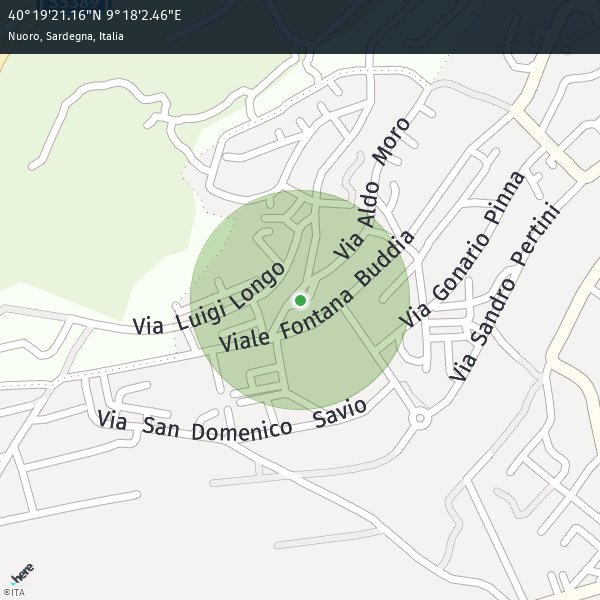 SS389
40°19'21.16"N 9°18'2.46"E
Nuoro, Sardegna, Italia
Via Aldo Moro
Via Gonario Pinna
Via Sandro Pertini
Via Luigi Longo
Viale Fontana Buddia
Via San Domenico Savio
here
©ITA